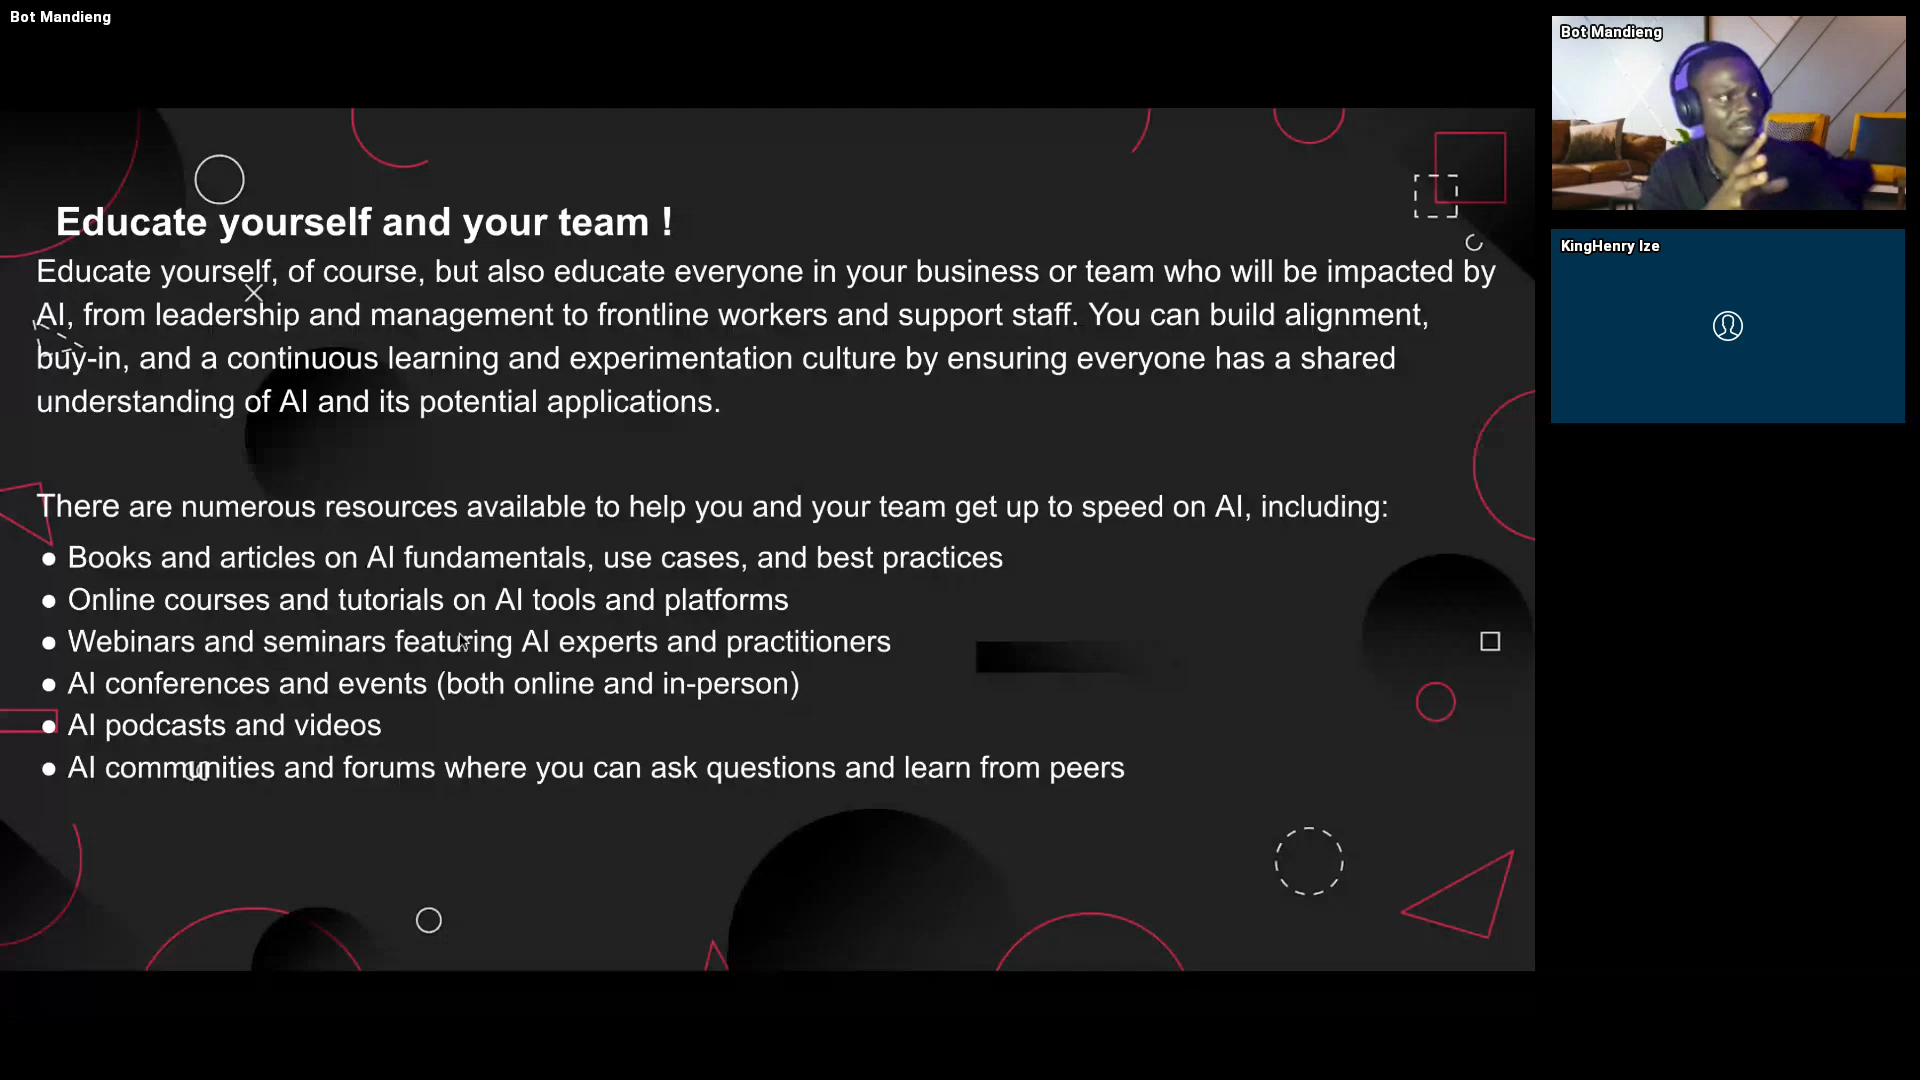 Bot Mandieng
Bot Mandieng
KingHenry Ize
Educate yourself and your team !
Educate yourself, of course, but also educate everyone in your business or team who will be impacted by
AI, from leadership and management to frontline workers and support staff. You can build alignment,
buy-in, and a continuous learning and experimentation culture by ensuring everyone has a shared
understanding of AI and its potential applications.
There are numerous resources available to help you and your team get up to speed on AI, including:
● Books and articles on AI fundamentals, use cases, and best practices
● Online courses and tutorials on AI tools and platforms
● Webinars and seminars featuring AI experts and practitioners
● AI conferences and events (both online and in-person)
● AI podcasts and videos
● AI communities and forums where you can ask questions and learn from peers